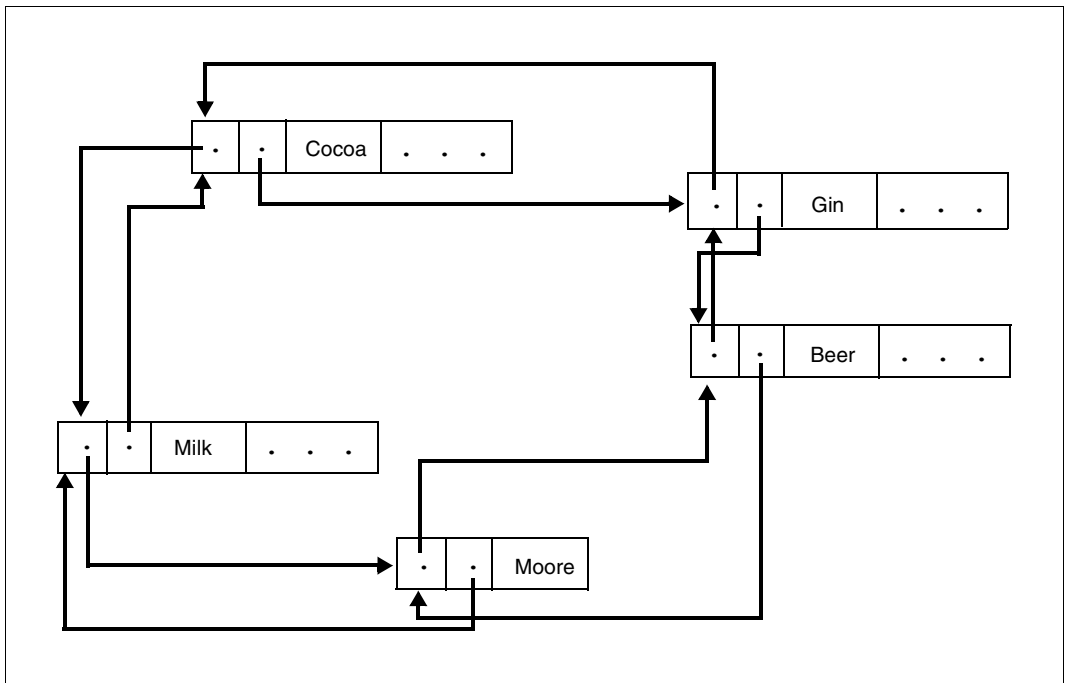 . . Cocoa . . .
. . Gin . . .
. . Beer . . .
. . Milk . . .
. . Moore